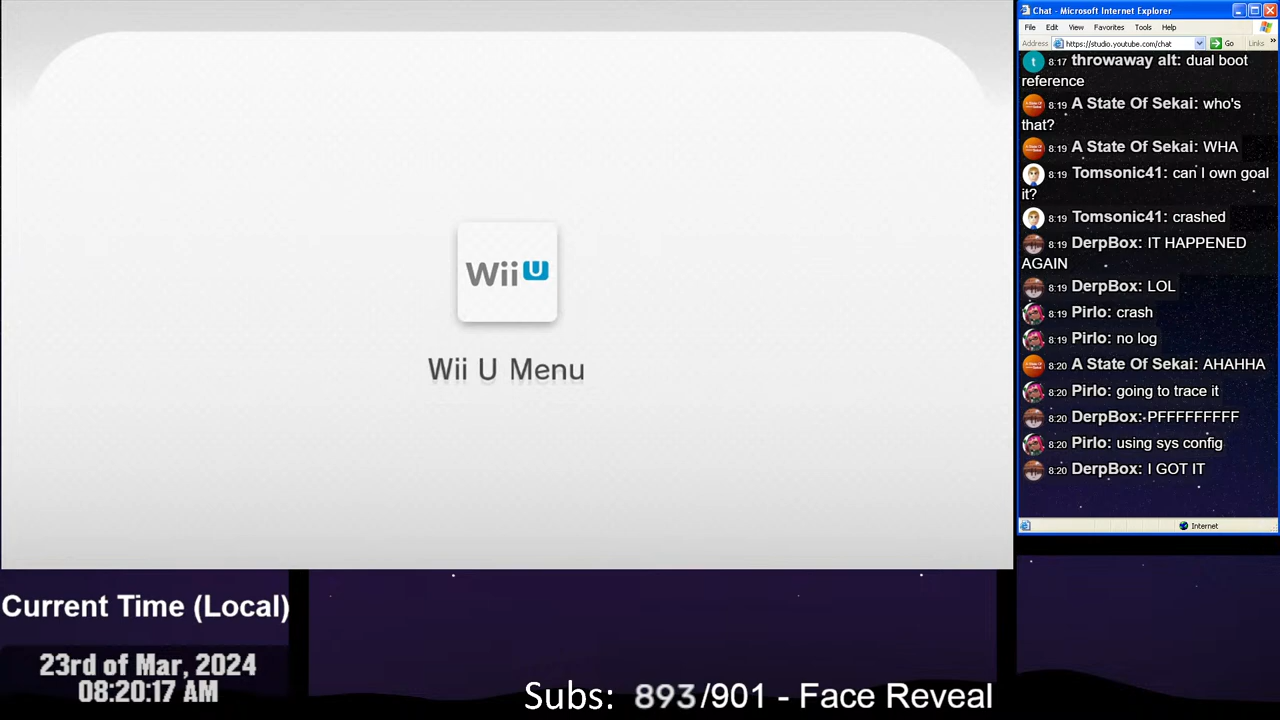 Wii U
Wii U Menu
Chat - Microsoft Internet Explorer
File Edit View Favorites Tools Help
Address https://studio.youtube.com/chat Go Links »
t 8:17 throwaway alt: dual boot
reference
8:19 A State Of Sekai: who's
that?
8:19 A State Of Sekai: WHA
8:19 Tomsonic41: can I own goal
it?
8:19 Tomsonic41: crashed
8:19 DerpBox: IT HAPPENED
AGAIN
8:19 DerpBox: LOL
8:19 Pirlo: crash
8:19 Pirlo: no log
8:20 A State Of Sekai: AHAHHA
8:20 Pirlo: going to trace it
8:20 DerpBox: PFFFFFFFFF
8:20 Pirlo: using sys config
8:20 DerpBox: I GOT IT
Internet
Current Time (Local)
23rd of Mar, 2024
08:20:17 AM
Subs: 893/901 - Face Reveal